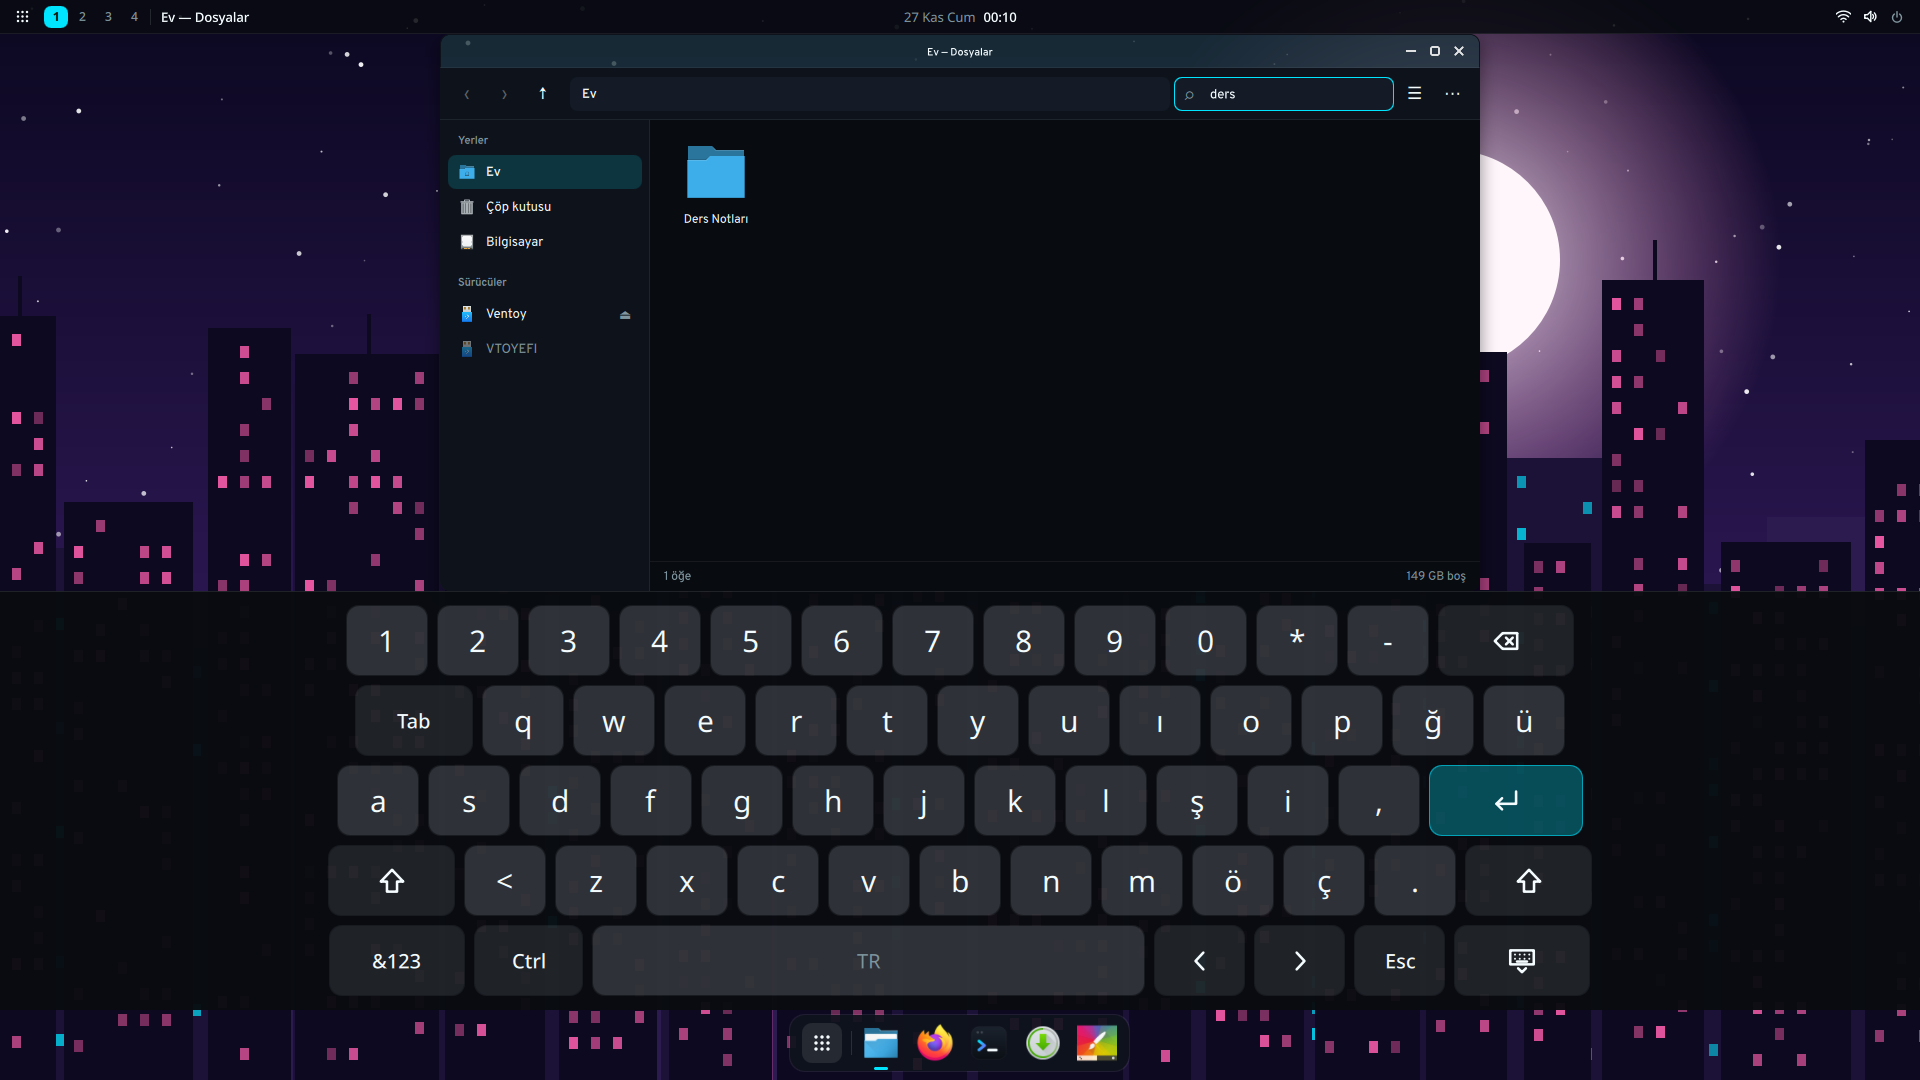 1 2 3 4 Ev — Dosyalar
27 Kas Cum 00:10
Ev — Dosyalar
Ev
ders
Yerler
Ev
Çöp kutusu
Bilgisayar
Sürücüler
Ventoy
VTOYEFI
Ders Notları
1 öğe
149 GB boş
1 2 3 4 5 6 7 8 9 0 * -
Tab q w e r t y u ı o p ğ ü
a s d f g h j k l ş i ,
< z x c v b n m ö ç .
&123 Ctrl TR Esc